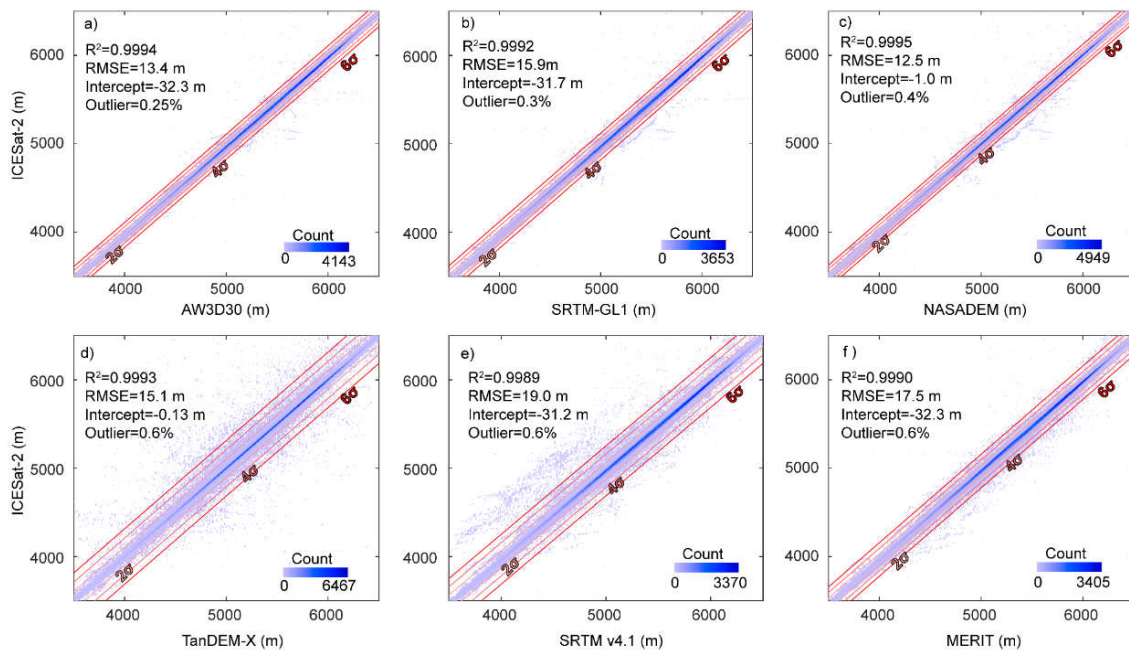 a)
R²=0.9994
RMSE=13.4 m
Intercept=-32.3 m
Outlier=0.25%
6σ
4σ
2σ
Count
0 4143
6000
5000
4000
ICESat-2 (m)
4000 5000 6000
AW3D30 (m)
b)
R²=0.9992
RMSE=15.9m
Intercept=-31.7 m
Outlier=0.3%
6σ
4σ
2σ
Count
0 3653
6000
5000
4000
4000 5000 6000
SRTM-GL1 (m)
c)
R²=0.9995
RMSE=12.5 m
Intercept=-1.0 m
Outlier=0.4%
6σ
4σ
2σ
Count
0 4949
6000
5000
4000
4000 5000 6000
NASADEM (m)
d)
R²=0.9993
RMSE=15.1 m
Intercept=-0.13 m
Outlier=0.6%
6σ
4σ
2σ
Count
0 6467
6000
5000
4000
ICESat-2 (m)
4000 5000 6000
TanDEM-X (m)
e)
R²=0.9989
RMSE=19.0 m
Intercept=-31.2 m
Outlier=0.6%
6σ
4σ
2σ
Count
0 3370
6000
5000
4000
4000 5000 6000
SRTM v4.1 (m)
f)
R²=0.9990
RMSE=17.5 m
Intercept=-32.3 m
Outlier=0.6%
6σ
4σ
2σ
Count
0 3405
6000
5000
4000
4000 5000 6000
MERIT (m)